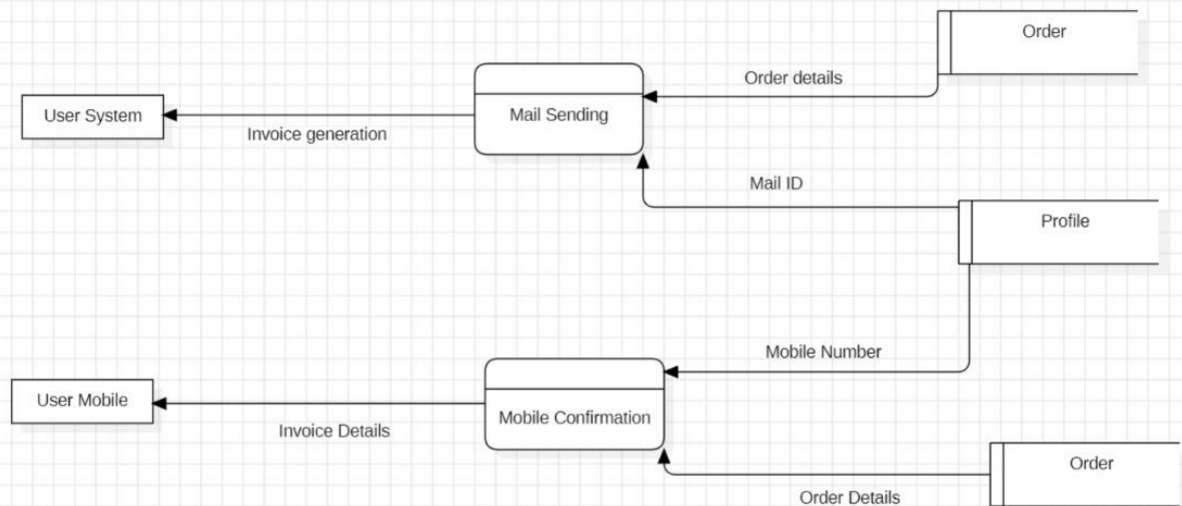 Order
Order details
User System
Mail Sending
Invoice generation
Mail ID
Profile
Mobile Number
User Mobile
Mobile Confirmation
Invoice Details
Order
Order Details